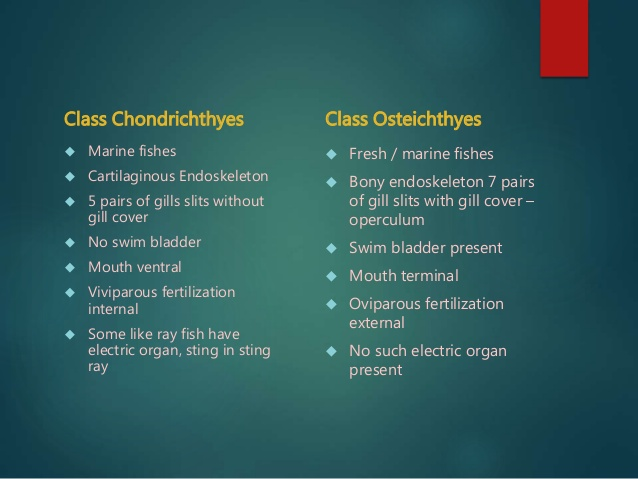 Class Chondrichthyes
Marine fishes
Cartilaginous Endoskeleton
5 pairs of gills slits without
gill cover
No swim bladder
Mouth ventral
Viviparous fertilization
internal
Some like ray fish have
electric organ, sting in sting
ray
Class Osteichthyes
Fresh / marine fishes
Bony endoskeleton 7 pairs
of gill slits with gill cover –
operculum
Swim bladder present
Mouth terminal
Oviparous fertilization
external
No such electric organ
present